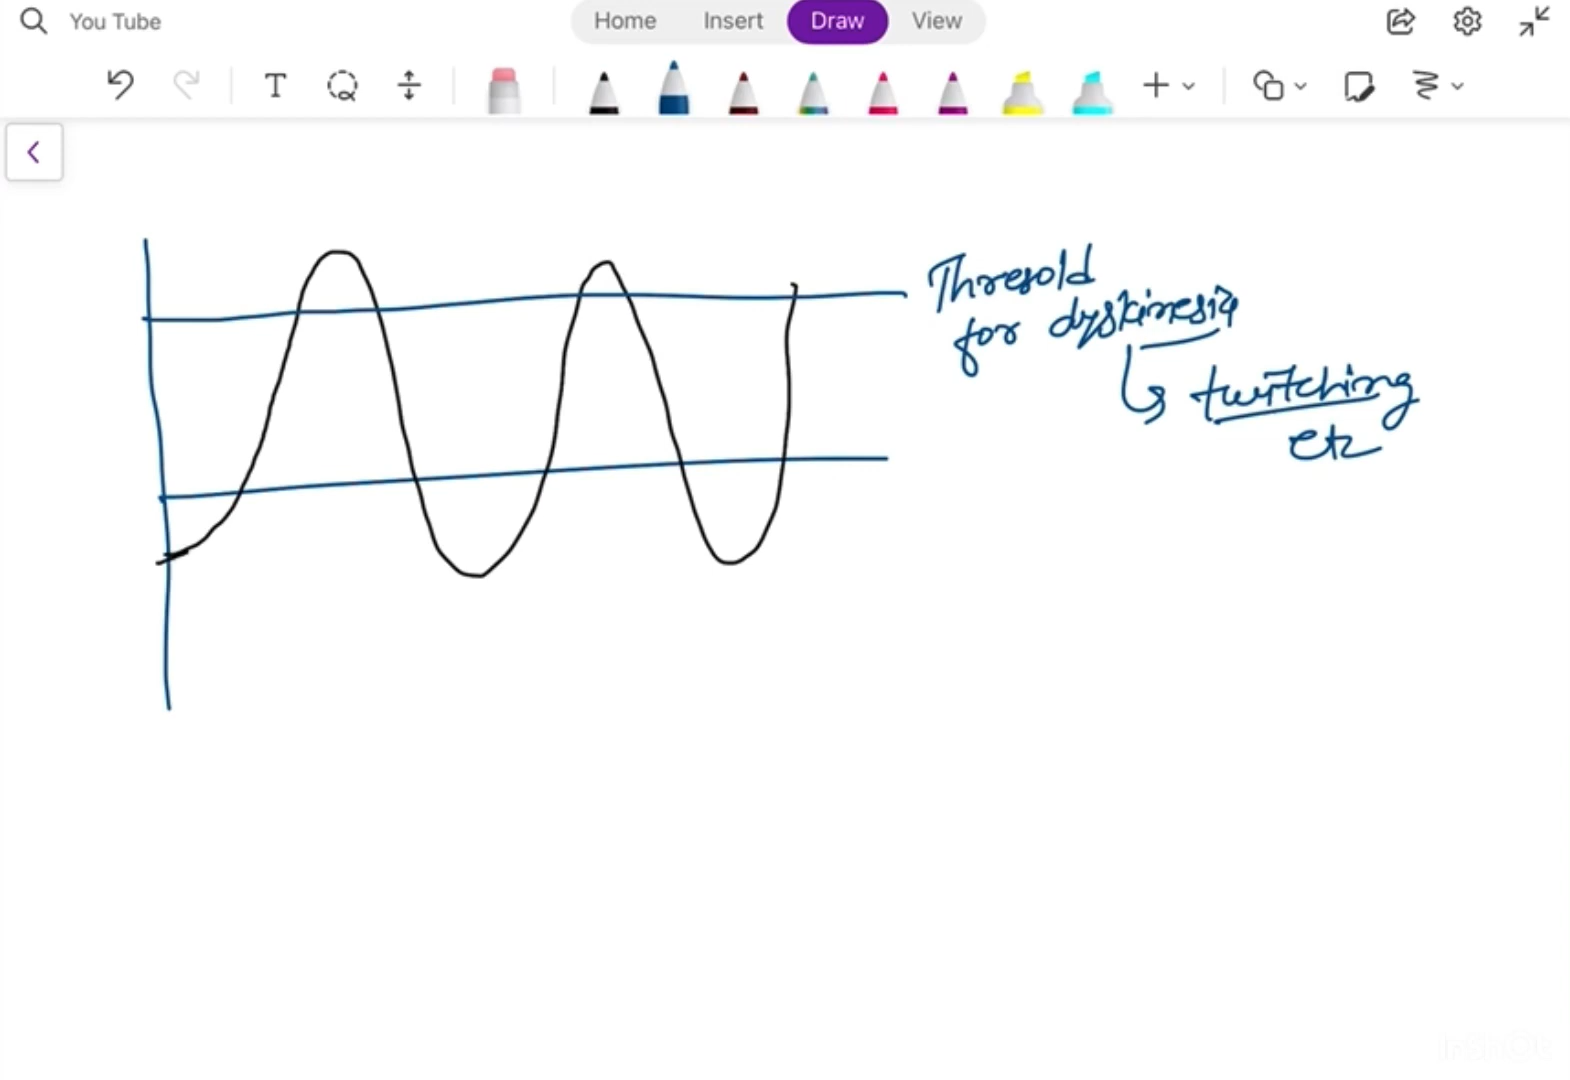 You Tube
Home Insert Draw View
T
Thresold
for dyskinesia
twitching
etc